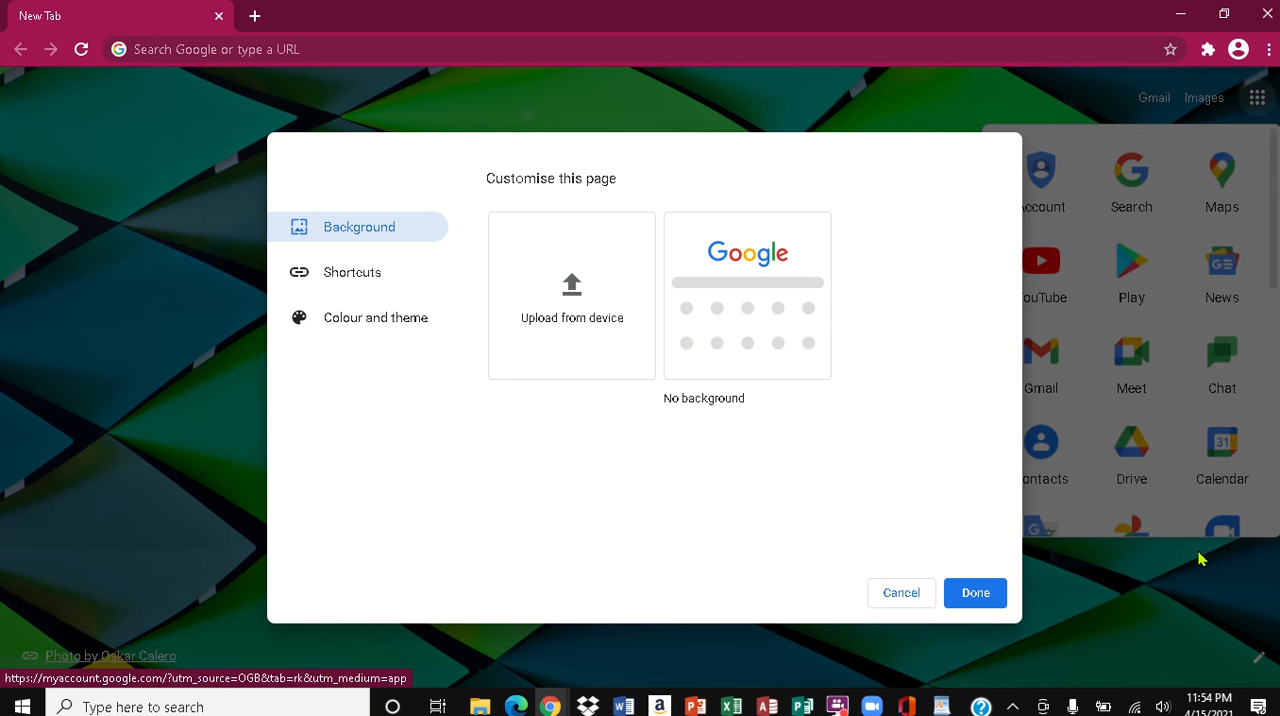 New Tab
Search Google or type a URL
Gmail Images
Customise this page
Background
Shortcuts
Colour and theme
Upload from device
Google
No background
Account Search Maps
YouTube Play News
Gmail Meet Chat
Contacts Drive Calendar
31
Cancel Done
Photo by Oskar Calero
https://myaccount.google.com/?utm_source=OGB&tab=rk&utm_medium=app
Type here to search
11:54 PM
4/15/2021